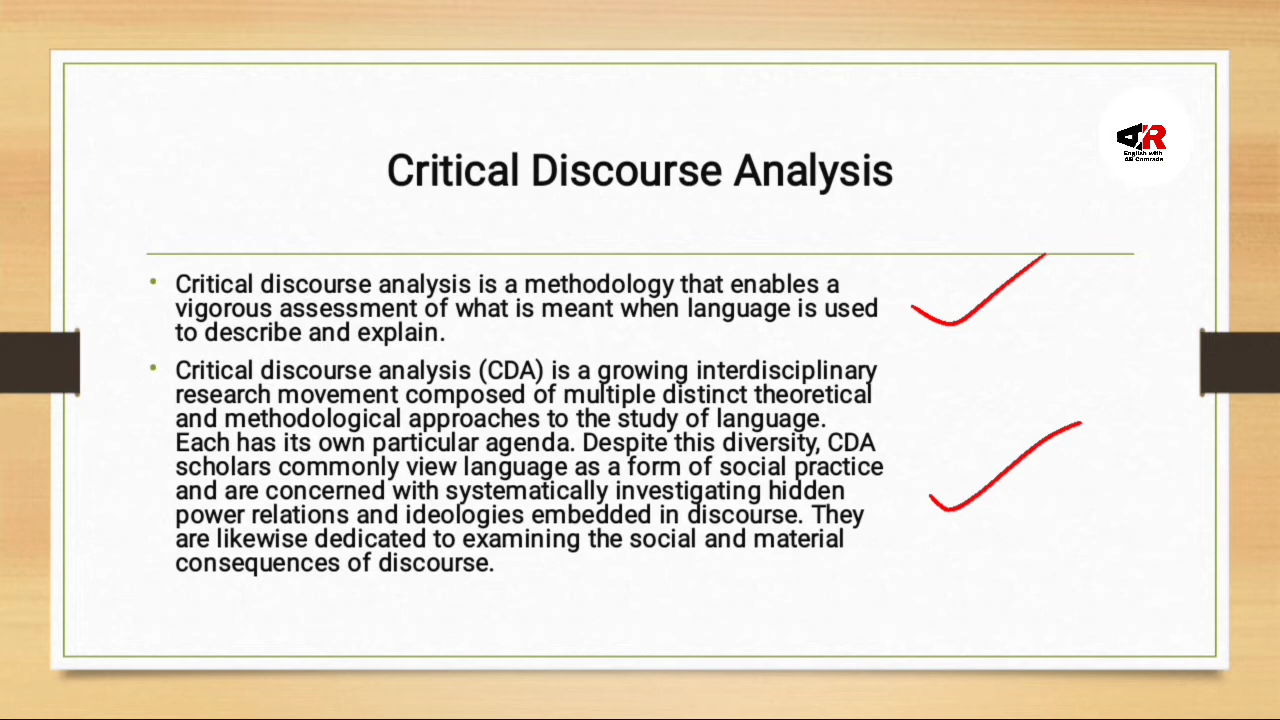 AR
English with
AB Comrade
Critical Discourse Analysis
• Critical discourse analysis is a methodology that enables a
vigorous assessment of what is meant when language is used
to describe and explain.
• Critical discourse analysis (CDA) is a growing interdisciplinary
research movement composed of multiple distinct theoretical
and methodological approaches to the study of language.
Each has its own particular agenda. Despite this diversity, CDA
scholars commonly view language as a form of social practice
and are concerned with systematically investigating hidden
power relations and ideologies embedded in discourse. They
are likewise dedicated to examining the social and material
consequences of discourse.